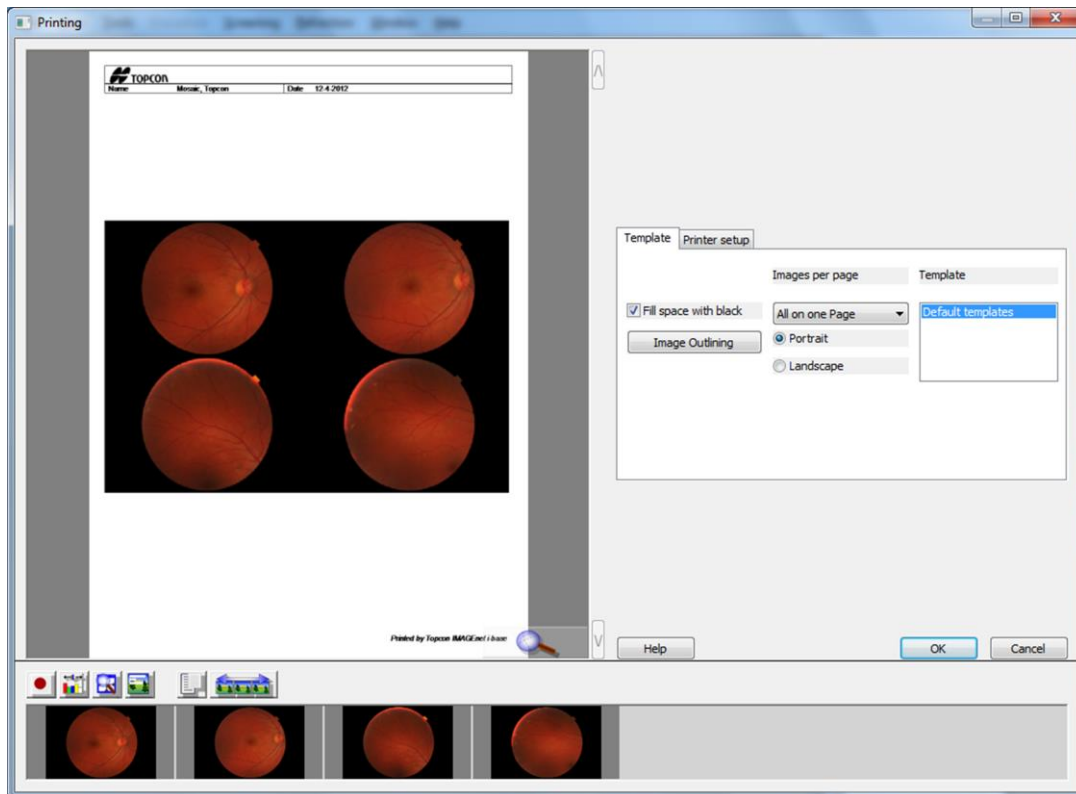 Printing
TOPCON
Name Mosaic, Topcon Date 12-4-2012
Template Printer setup
Images per page Template
Fill space with black All on one Page Default templates
Image Outlining Portrait
Landscape
Printed by Topcon IMAGEnet i-base
Help OK Cancel